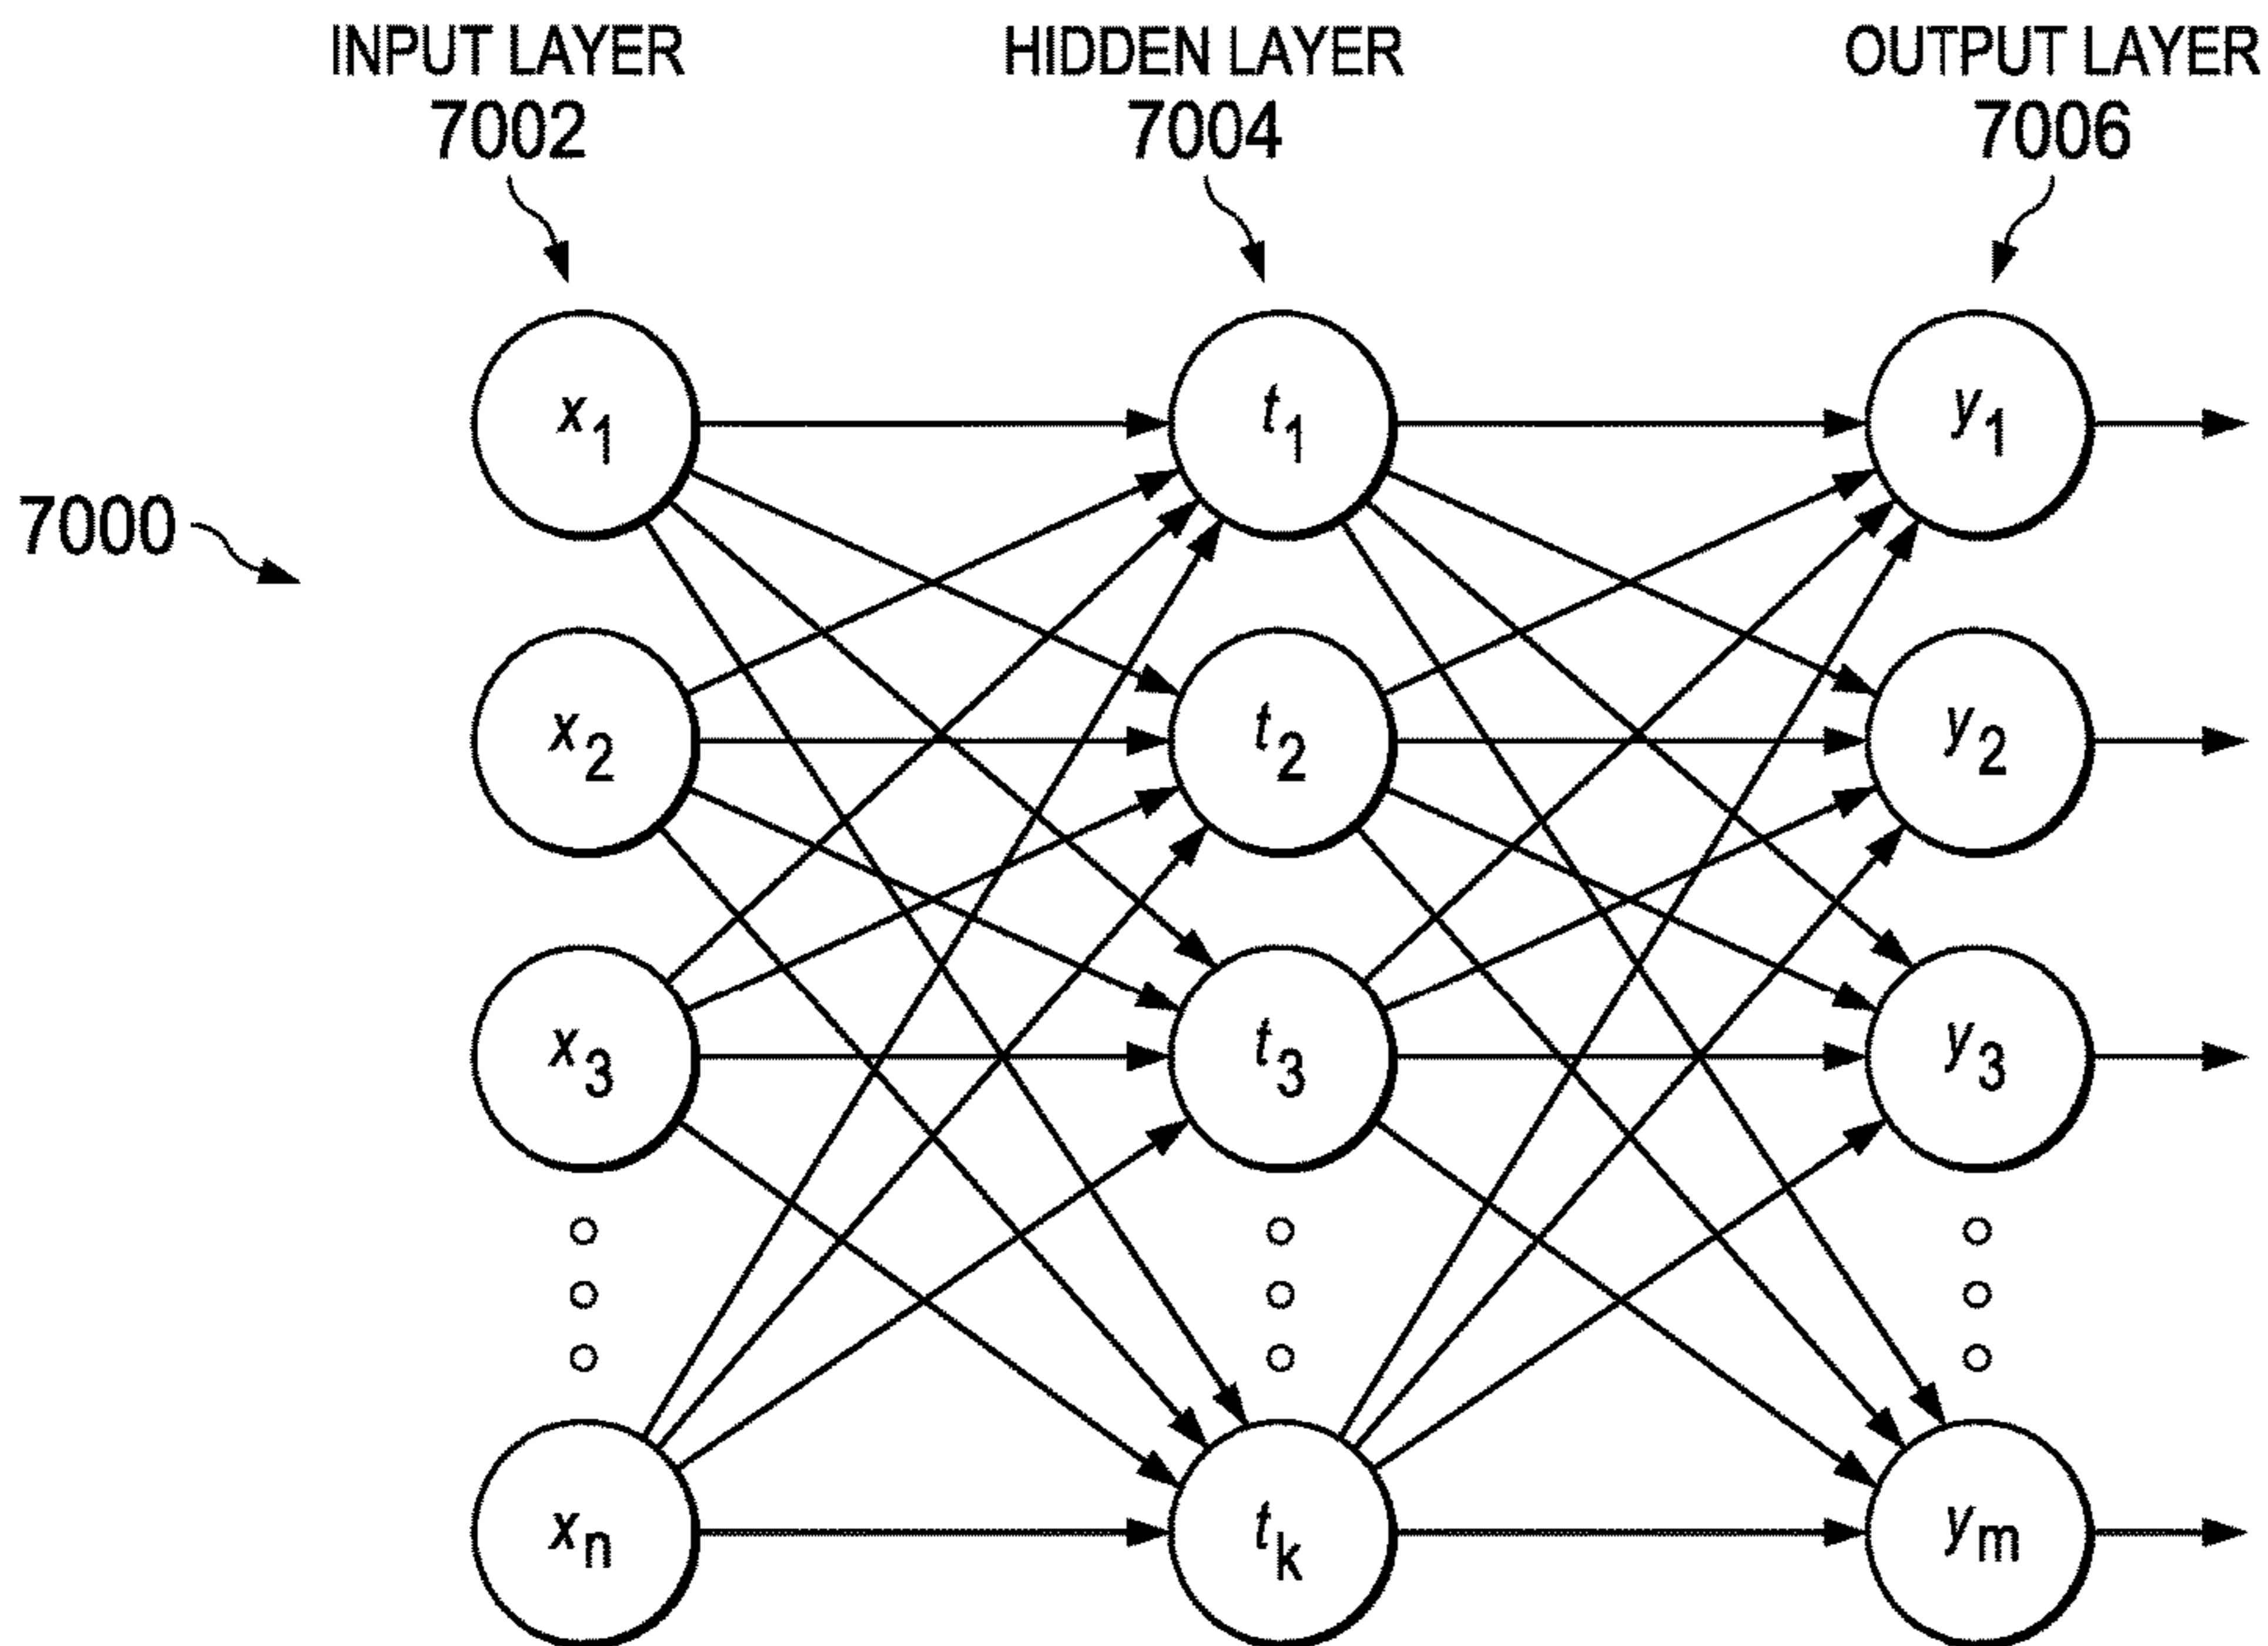 INPUT LAYER HIDDEN LAYER OUTPUT LAYER
7002 7004 7006
x1 t1 y1
7000
x2 t2 y2
x3 t3 y3
xn tk ym